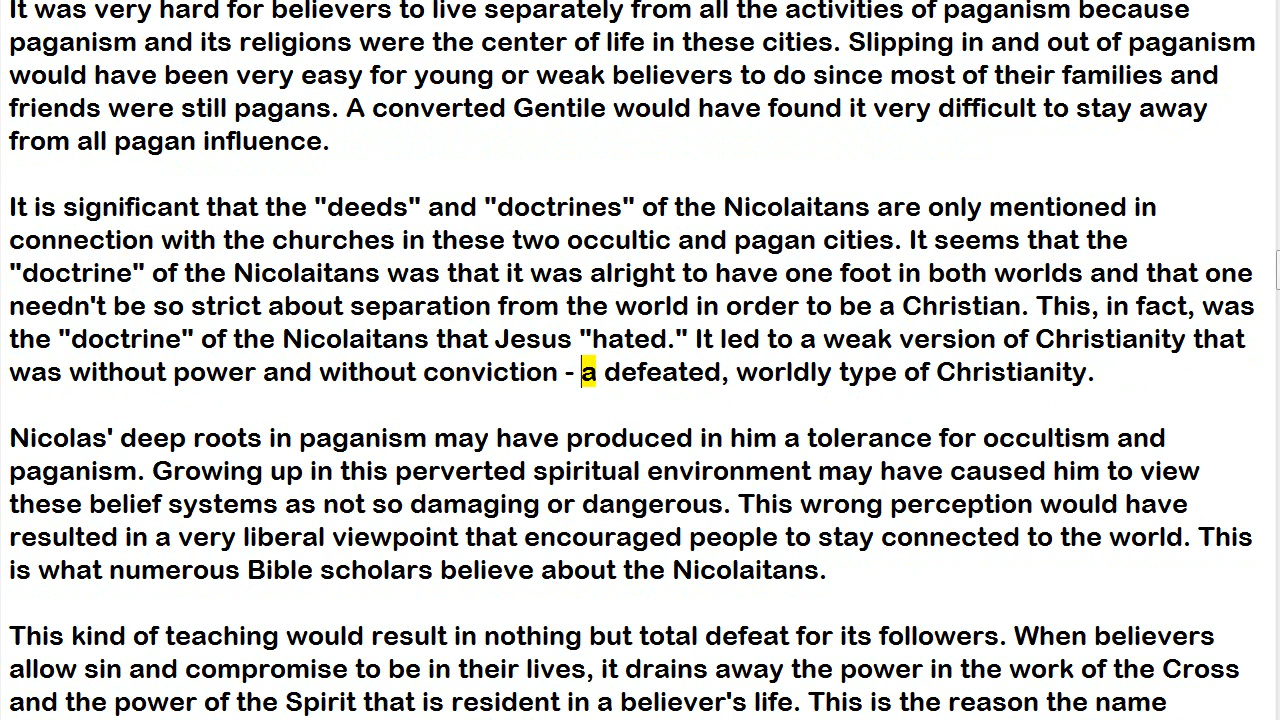 It was very hard for believers to live separately from all the activities of paganism because
paganism and its religions were the center of life in these cities. Slipping in and out of paganism
would have been very easy for young or weak believers to do since most of their families and
friends were still pagans. A converted Gentile would have found it very difficult to stay away
from all pagan influence.
It is significant that the "deeds" and "doctrines" of the Nicolaitans are only mentioned in
connection with the churches in these two occultic and pagan cities. It seems that the
"doctrine" of the Nicolaitans was that it was alright to have one foot in both worlds and that one
needn't be so strict about separation from the world in order to be a Christian. This, in fact, was
the "doctrine" of the Nicolaitans that Jesus "hated." It led to a weak version of Christianity that
was without power and without conviction - a defeated, worldly type of Christianity.
Nicolas' deep roots in paganism may have produced in him a tolerance for occultism and
paganism. Growing up in this perverted spiritual environment may have caused him to view
these belief systems as not so damaging or dangerous. This wrong perception would have
resulted in a very liberal viewpoint that encouraged people to stay connected to the world. This
is what numerous Bible scholars believe about the Nicolaitans.
This kind of teaching would result in nothing but total defeat for its followers. When believers
allow sin and compromise to be in their lives, it drains away the power in the work of the Cross
and the power of the Spirit that is resident in a believer's life. This is the reason the name